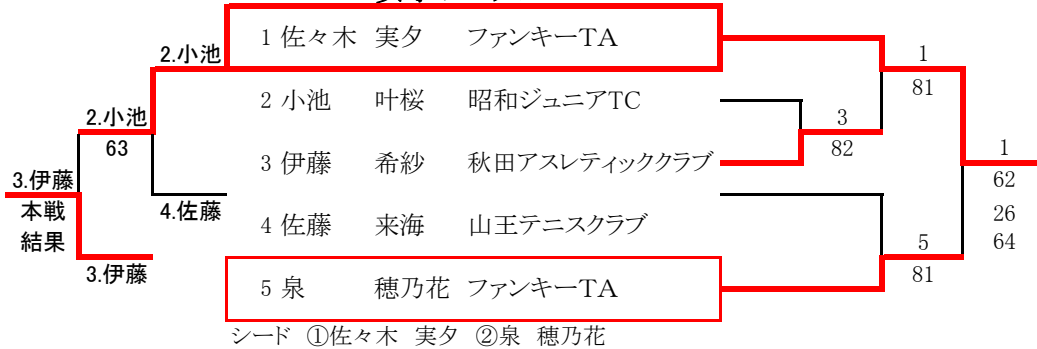 1 佐々木 実夕 ファンキーTA
2 小池 叶桜 昭和ジュニアTC
3 伊藤 希紗 秋田アスレティッククラブ
4 佐藤 来海 山王テニスクラブ
5 泉 穂乃花 ファンキーTA
シード ①佐々木 実夕 ②泉 穂乃花
2.小池
2.小池
63
4.佐藤
3.伊藤
本戦
結果
3.伊藤
1
81
3
82
1
62
26
64
5
81